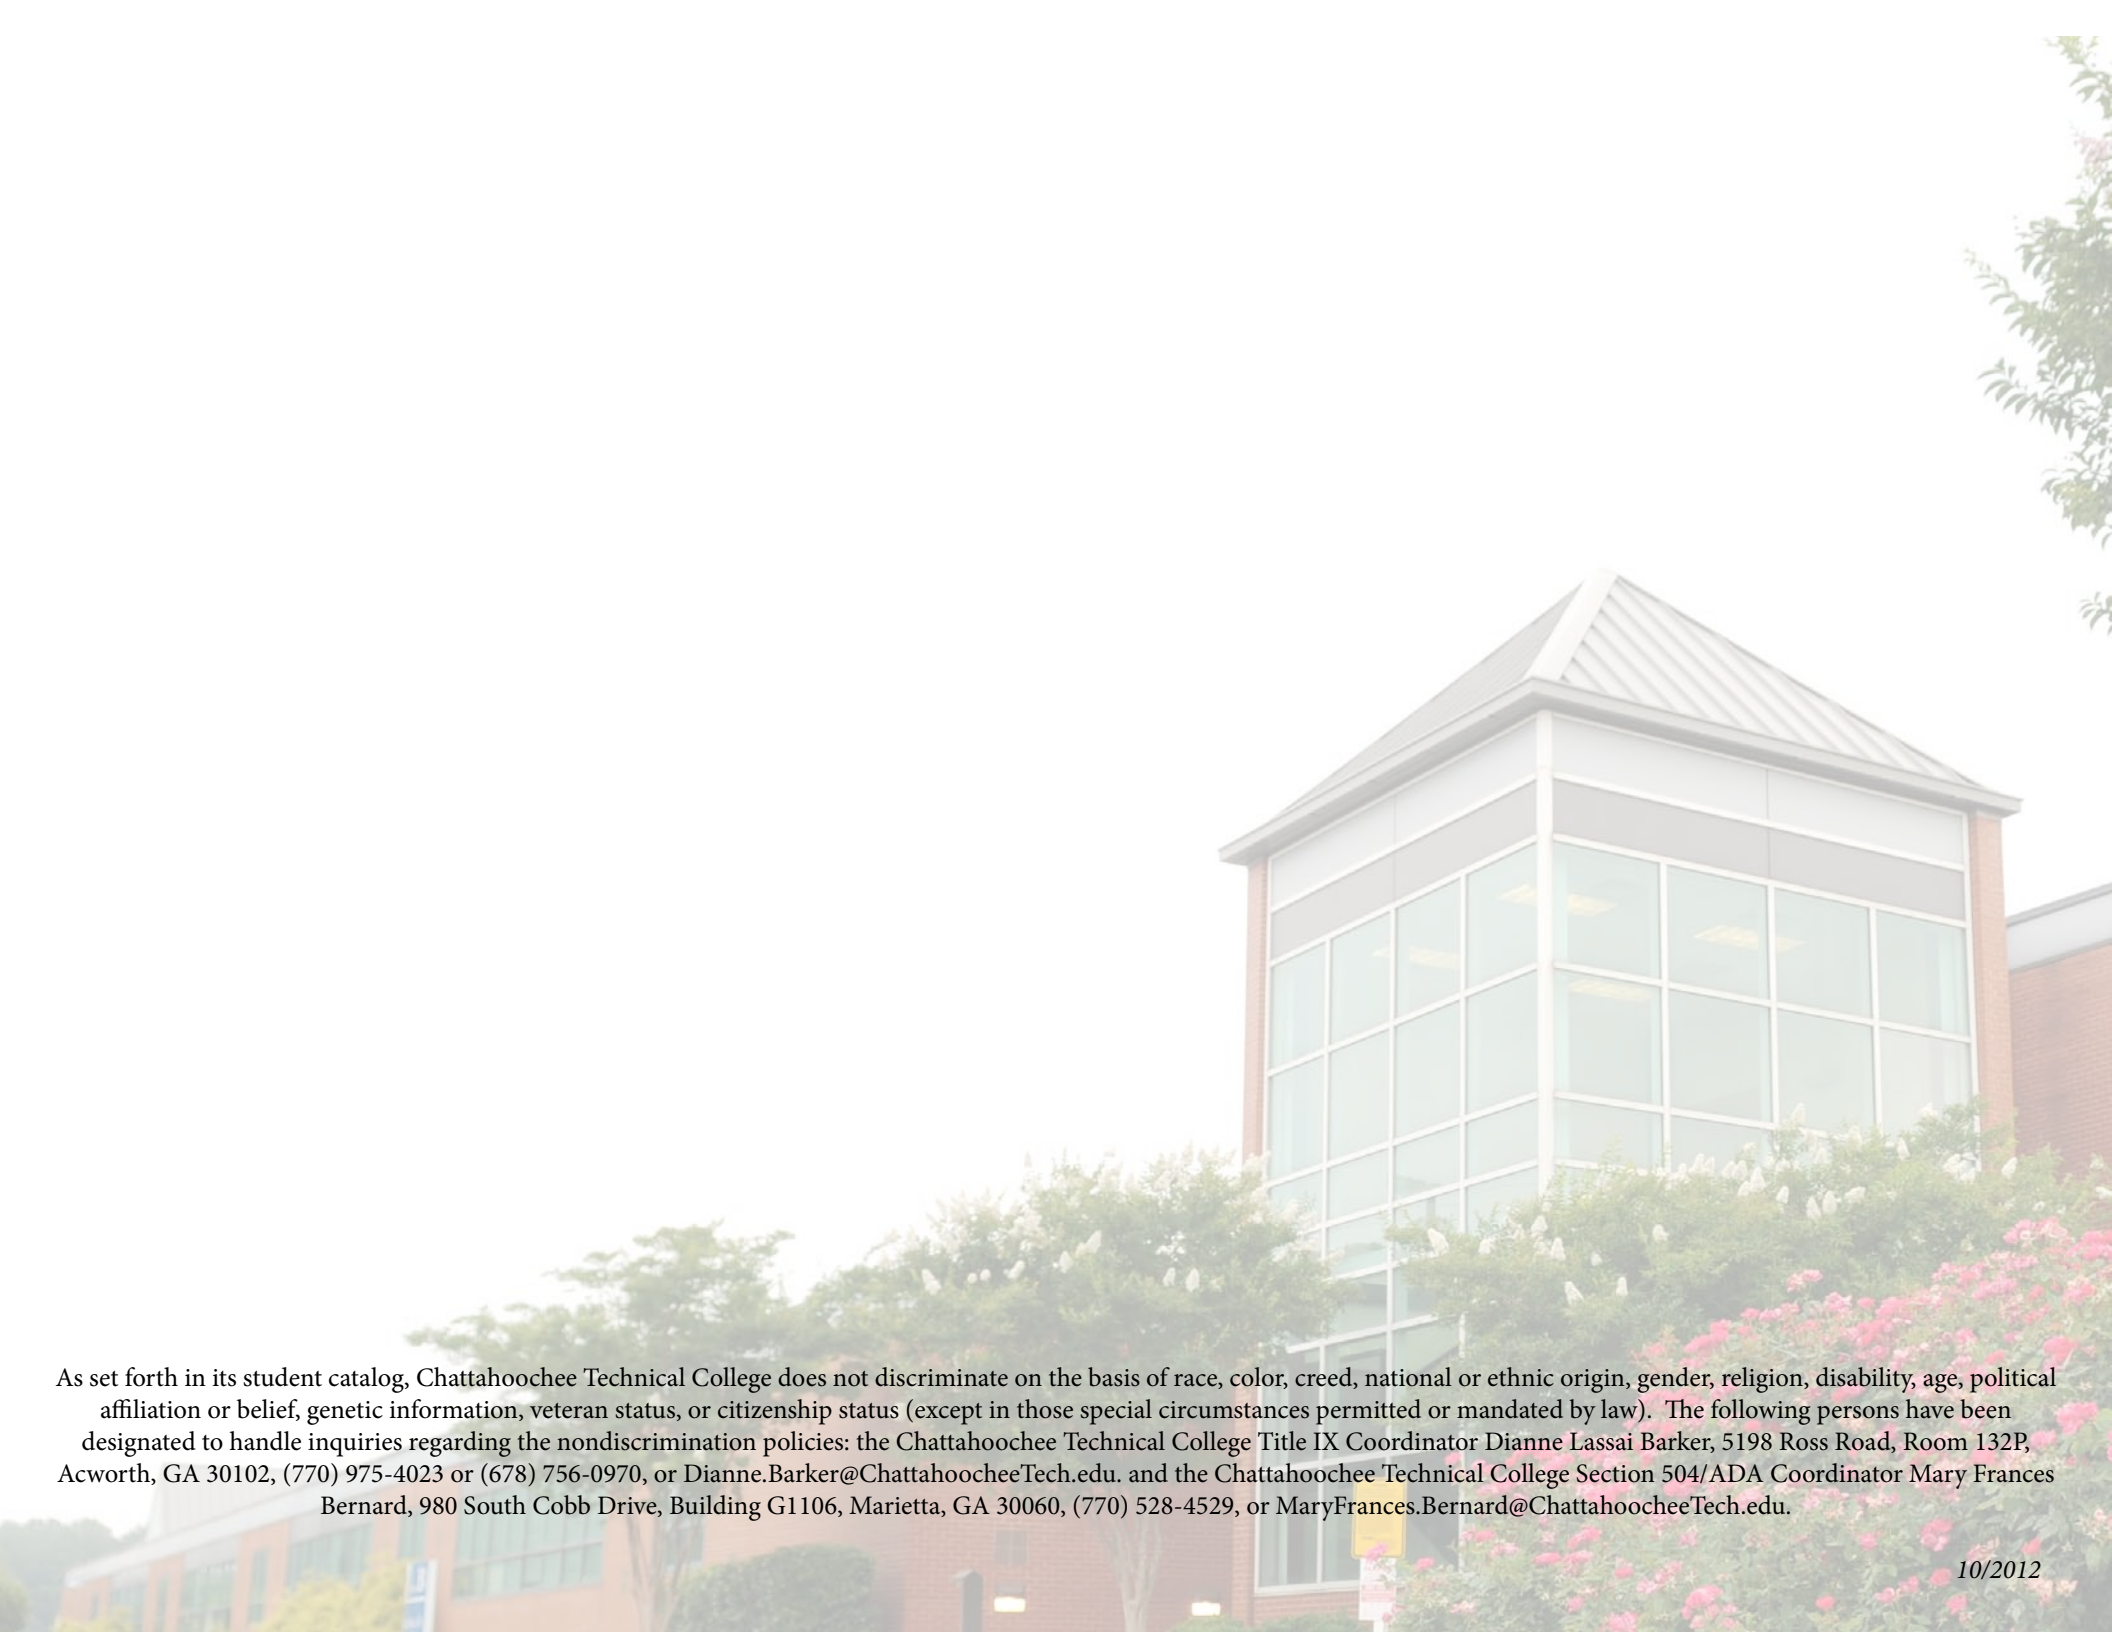 As set forth in its student catalog, Chattahoochee Technical College does not discriminate on the basis of race, color, creed, national or ethnic origin, gender, religion, disability, age, political
affiliation or belief, genetic information, veteran status, or citizenship status (except in those special circumstances permitted or mandated by law).  The following persons have been
designated to handle inquiries regarding the nondiscrimination policies: the Chattahoochee Technical College Title IX Coordinator Dianne Lassai Barker, 5198 Ross Road, Room 132P,
Acworth, GA 30102, (770) 975-4023 or (678) 756-0970, or Dianne.Barker@ChattahoocheeTech.edu. and the Chattahoochee Technical College Section 504/ADA Coordinator Mary Frances
Bernard, 980 South Cobb Drive, Building G1106, Marietta, GA 30060, (770) 528-4529, or MaryFrances.Bernard@ChattahoocheeTech.edu.
10/2012